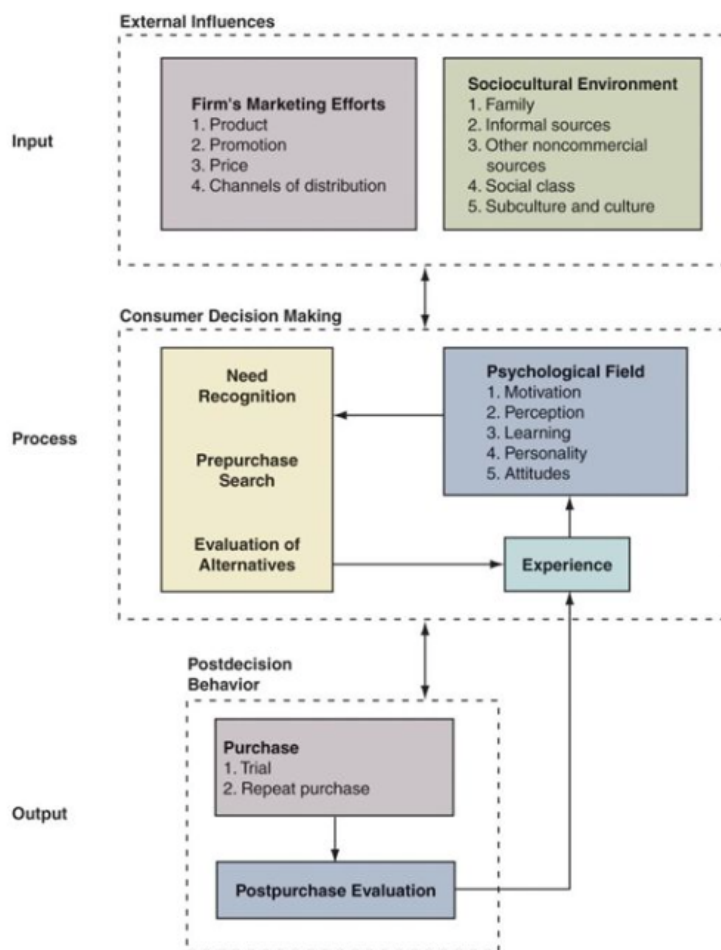 External Influences
Input
Firm's Marketing Efforts
1. Product
2. Promotion
3. Price
4. Channels of distribution
Sociocultural Environment
1. Family
2. Informal sources
3. Other noncommercial
sources
4. Social class
5. Subculture and culture
Consumer Decision Making
Process
Need
Recognition
Prepurchase
Search
Evaluation of
Alternatives
Psychological Field
1. Motivation
2. Perception
3. Learning
4. Personality
5. Attitudes
Experience
Postdecision
Behavior
Output
Purchase
1. Trial
2. Repeat purchase
Postpurchase Evaluation